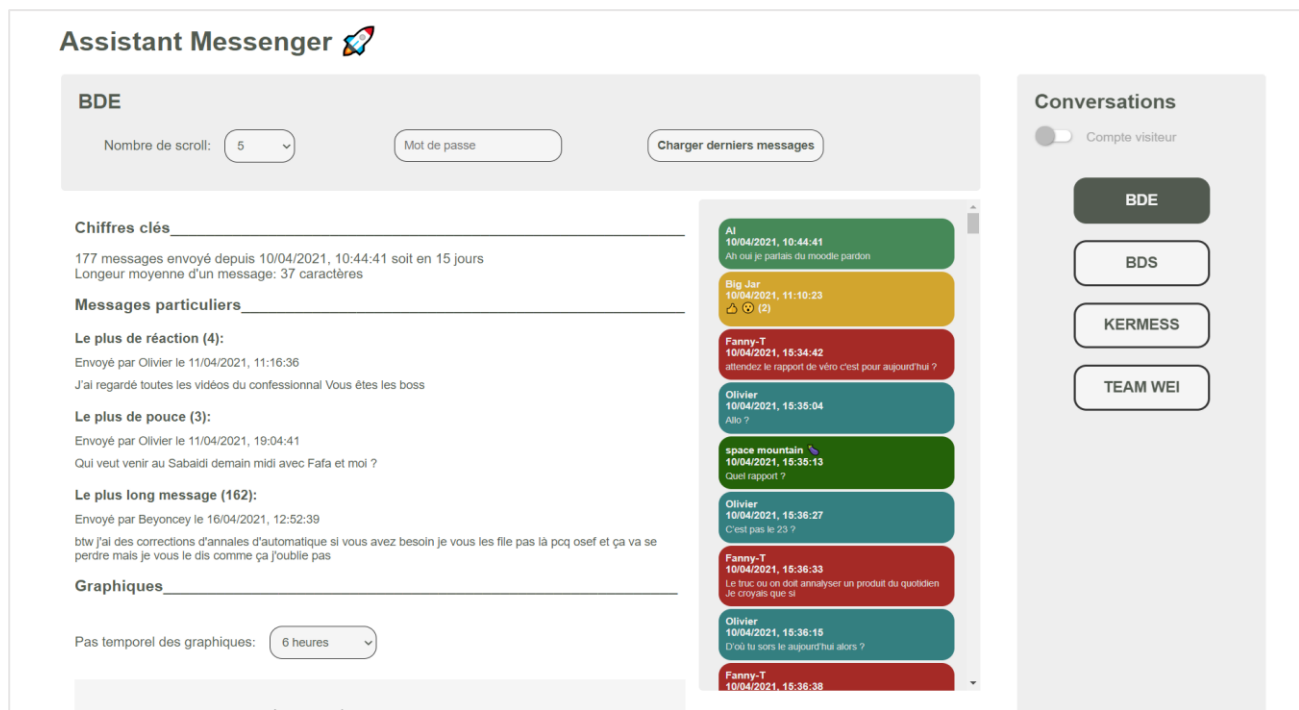 Assistant Messenger 🚀
BDE
Nombre de scroll:
5
Mot de passe
Charger derniers messages
Chiffres clés
177 messages envoyé depuis 10/04/2021, 10:44:41 soit en 15 jours
Longeur moyenne d'un message: 37 caractères
Messages particuliers
Le plus de réaction (4):
Envoyé par Olivier le 11/04/2021, 11:16:36
J'ai regardé toutes les vidéos du confessionnal Vous êtes les boss
Le plus de pouce (3):
Envoyé par Olivier le 11/04/2021, 19:04:41
Qui veut venir au Sabaidi demain midi avec Fafa et moi ?
Le plus long message (162):
Envoyé par Beyoncey le 16/04/2021, 12:52:39
btw j'ai des corrections d'annales d'automatique si vous avez besoin je vous les file pas là pcq osef et ça va se
perdre mais je vous le dis comme ça j'oublie pas
Graphiques
Pas temporel des graphiques:
6 heures
Al
10/04/2021, 10:44:41
Ah oui je partais du moodle pardon
Big Jar
10/04/2021, 11:10:23
👍 😮 (2)
Fanny-T
10/04/2021, 15:34:42
attendez le rapport de véro c'est pour aujourd'hui ?
Olivier
10/04/2021, 15:35:04
Allo ?
space mountain 🍆
10/04/2021, 15:35:13
Quel rapport ?
Olivier
10/04/2021, 15:36:27
C'est pas le 23 ?
Fanny-T
10/04/2021, 15:36:33
Le truc ou on doit annalyser un produit du quotidien
Je croyais que si
Olivier
10/04/2021, 15:36:15
D'où tu sors le aujourd'hui alors ?
Fanny-T
10/04/2021, 15:36:38
Conversations
Compte visiteur
BDE
BDS
KERMESS
TEAM WEI